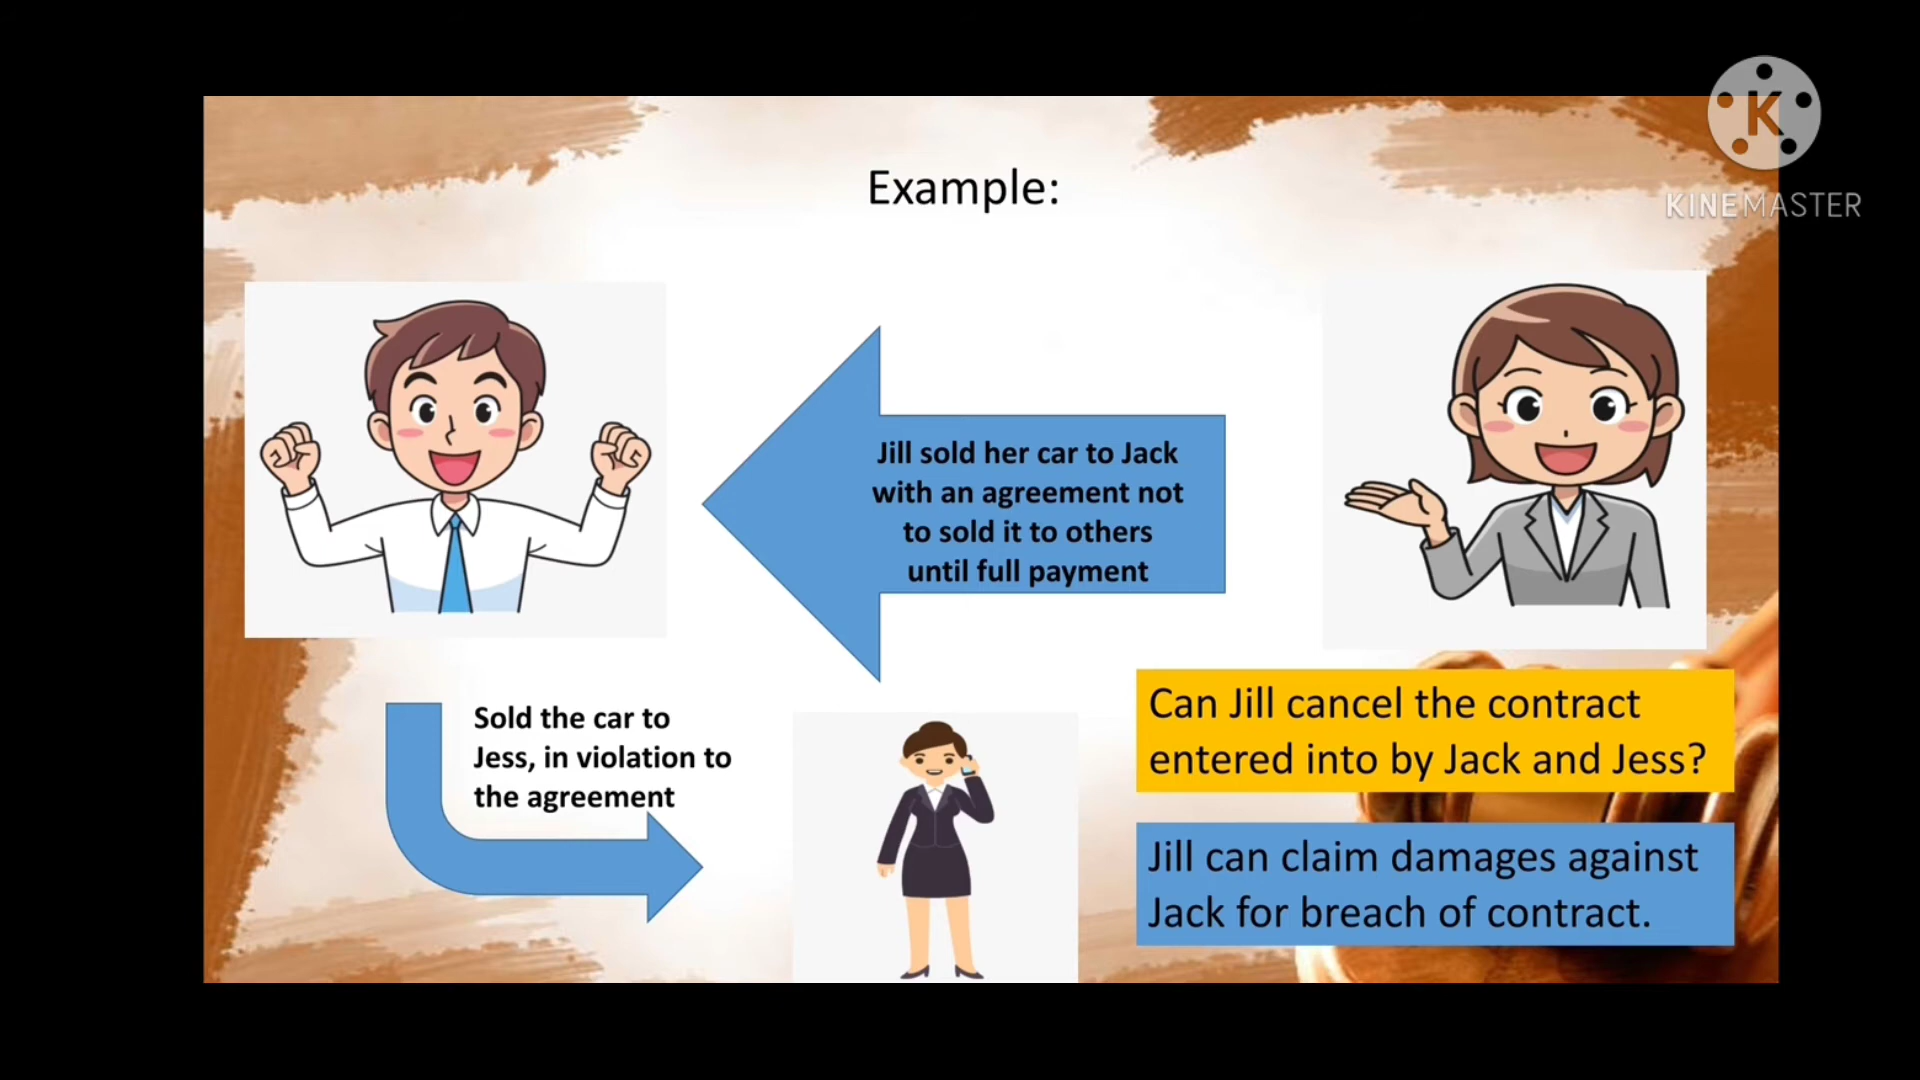 K
KINEMASTER
Example:
Jill sold her car to Jack
with an agreement not
to sold it to others
until full payment
Sold the car to
Jess, in violation to
the agreement
Can Jill cancel the contract
entered into by Jack and Jess?
Jill can claim damages against
Jack for breach of contract.